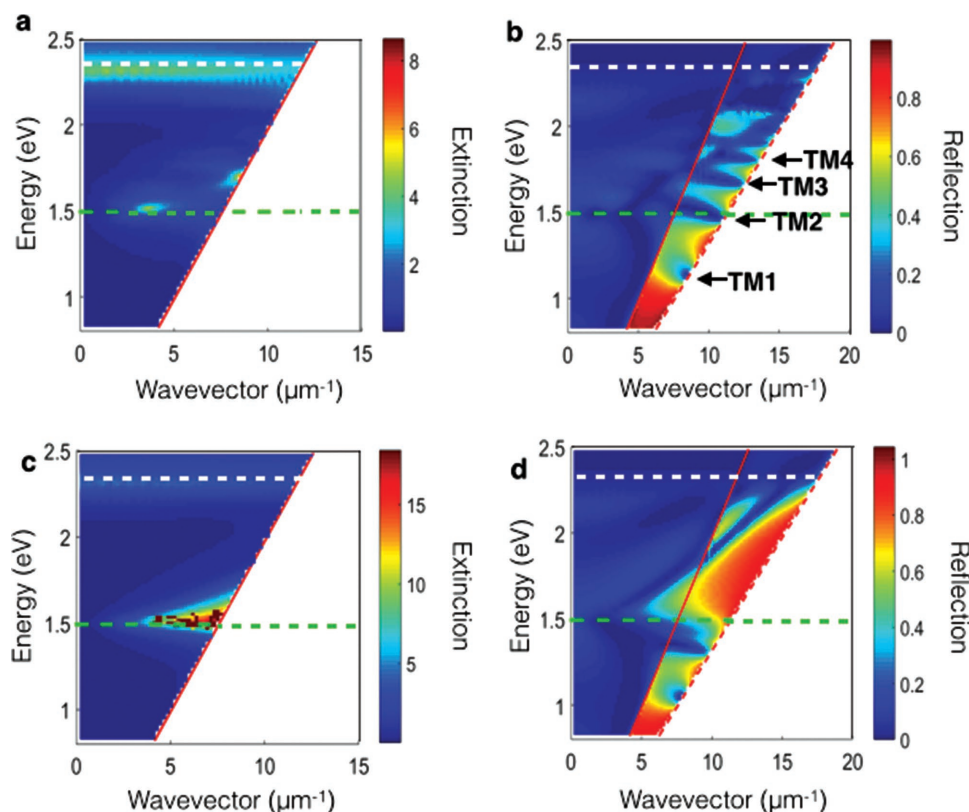 a
2.5
2
1.5
1
Energy (eV)
0
5
10
15
Wavevector (µm⁻¹)
8
6
4
2
Extinction
b
2.5
2
1.5
1
Energy (eV)
TM4
TM3
TM2
TM1
0
5
10
15
20
Wavevector (µm⁻¹)
0.8
0.6
0.4
0.2
0
Reflection
c
2.5
2
1.5
1
Energy (eV)
0
5
10
15
Wavevector (µm⁻¹)
15
10
5
Extinction
d
2.5
2
1.5
1
Energy (eV)
0
5
10
15
20
Wavevector (µm⁻¹)
1
0.8
0.6
0.4
0.2
0
Reflection